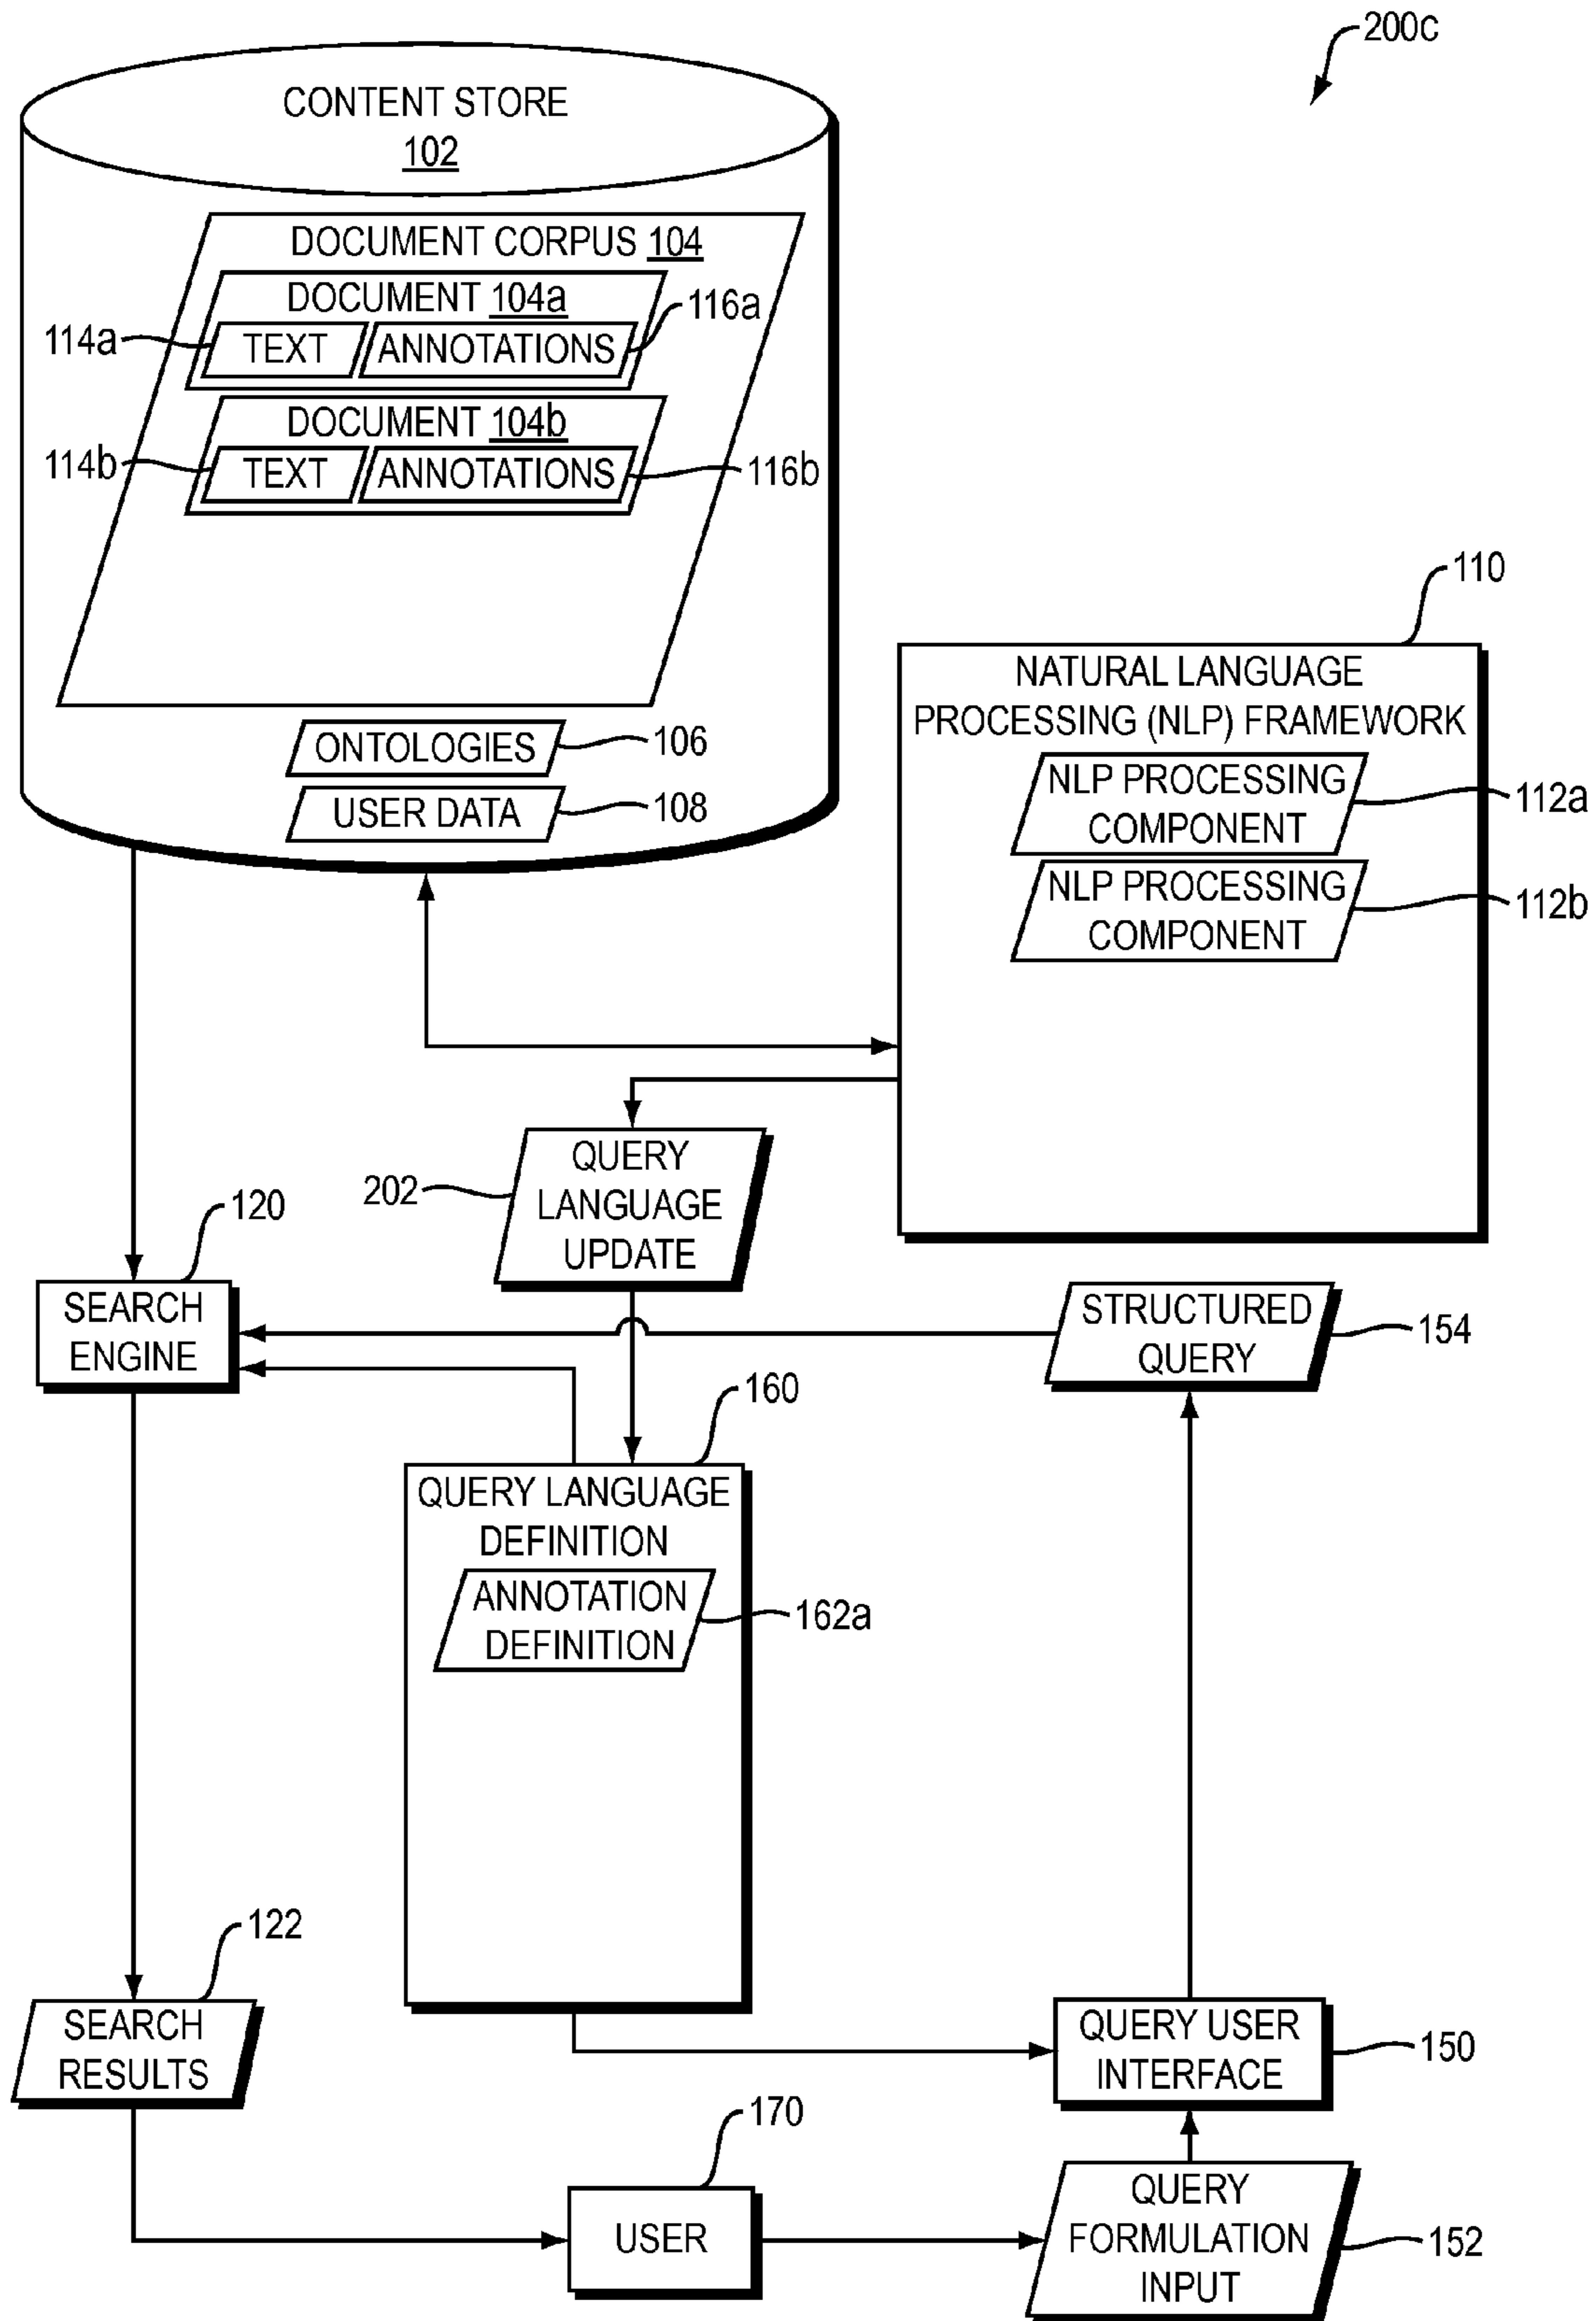 200c
CONTENT STORE
102
DOCUMENT CORPUS 104
DOCUMENT 104a
116a
114a
TEXT
ANNOTATIONS
DOCUMENT 104b
114b
TEXT
ANNOTATIONS
116b
110
NATURAL LANGUAGE
PROCESSING (NLP) FRAMEWORK
ONTOLOGIES
106
NLP PROCESSING
COMPONENT
112a
USER DATA
108
NLP PROCESSING
COMPONENT
112b
QUERY
LANGUAGE
UPDATE
202
120
SEARCH
ENGINE
STRUCTURED
QUERY
154
160
QUERY LANGUAGE
DEFINITION
ANNOTATION
DEFINITION
162a
122
SEARCH
RESULTS
QUERY USER
INTERFACE
150
170
USER
QUERY
FORMULATION
INPUT
152